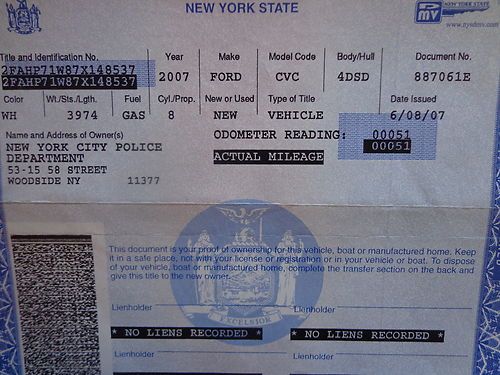 NEW YORK STATE
DMV NEW YORK STATE
www.nysdmv.com
Title and Identification No. Year Make Model Code Body/Hull Document No.
2FAHP71W87X148537 2007 FORD CVC 4DSD 887061E
2FAHP71W87X148537
Color Wt./Sts./Lgth. Fuel Cyl./Prop. New or Used Type of Title Date Issued
WH 3974 GAS 8 NEW VEHICLE 6/08/07
Name and Address of Owner(s) ODOMETER READING: 00051
00051
NEW YORK CITY POLICE
DEPARTMENT ACTUAL MILEAGE
53-15 58 STREET
WOODSIDE NY 11377
This document is your proof of ownership for this vehicle, boat or manufactured home. Keep
it in a safe place, not with your license or registration or in your vehicle or boat. To dispose
of your vehicle, boat or manufactured home, complete the transfer section on the back and
give this title to the new owner.
Lienholder Lienholder
EXCELSIOR
* NO LIENS RECORDED * * NO LIENS RECORDED *
Lienholder Lienholder